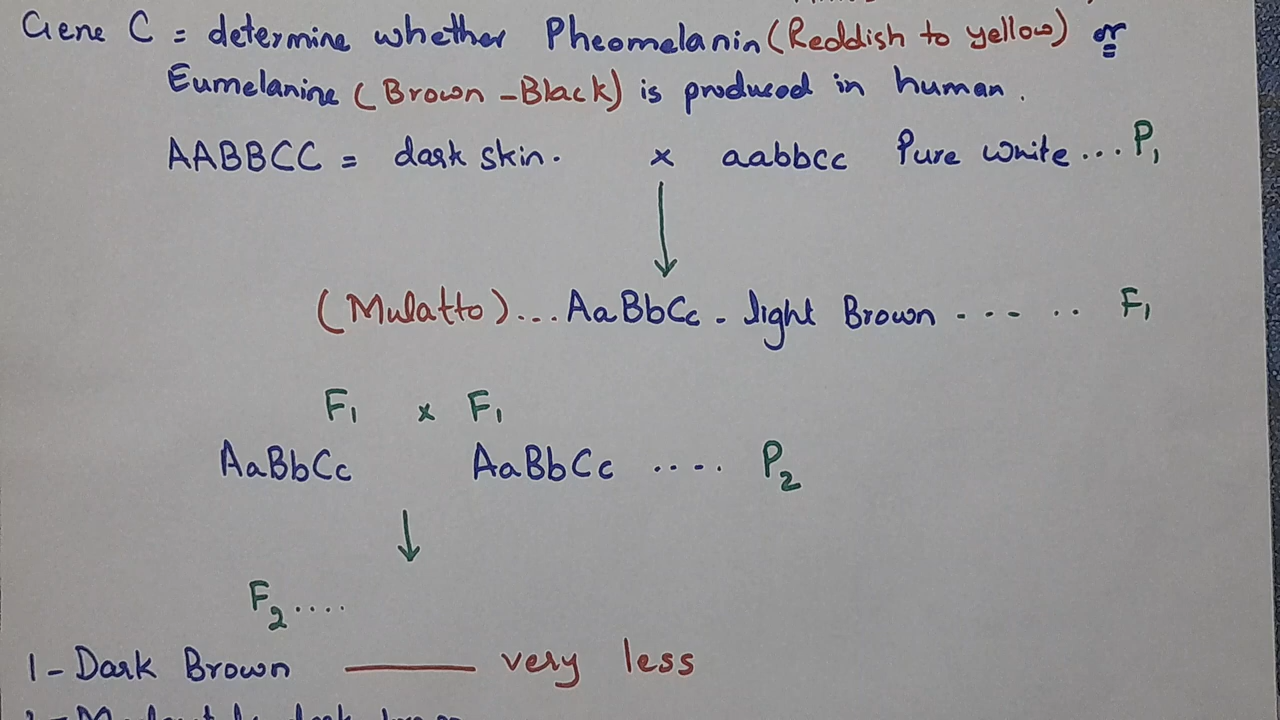 Gene C = determine whether Pheomelanin (Reddish to yellow) or
Eumelanine (Brown - Black) is produced in human.
AABBCC = dark skin. x aabbcc Pure white ... P1
(Mulatto)... AaBbCc - light Brown ... .. F1
F1 x F1
AaBbCc AaBbCc .... P2
F2 ....
1- Dark Brown —— very less